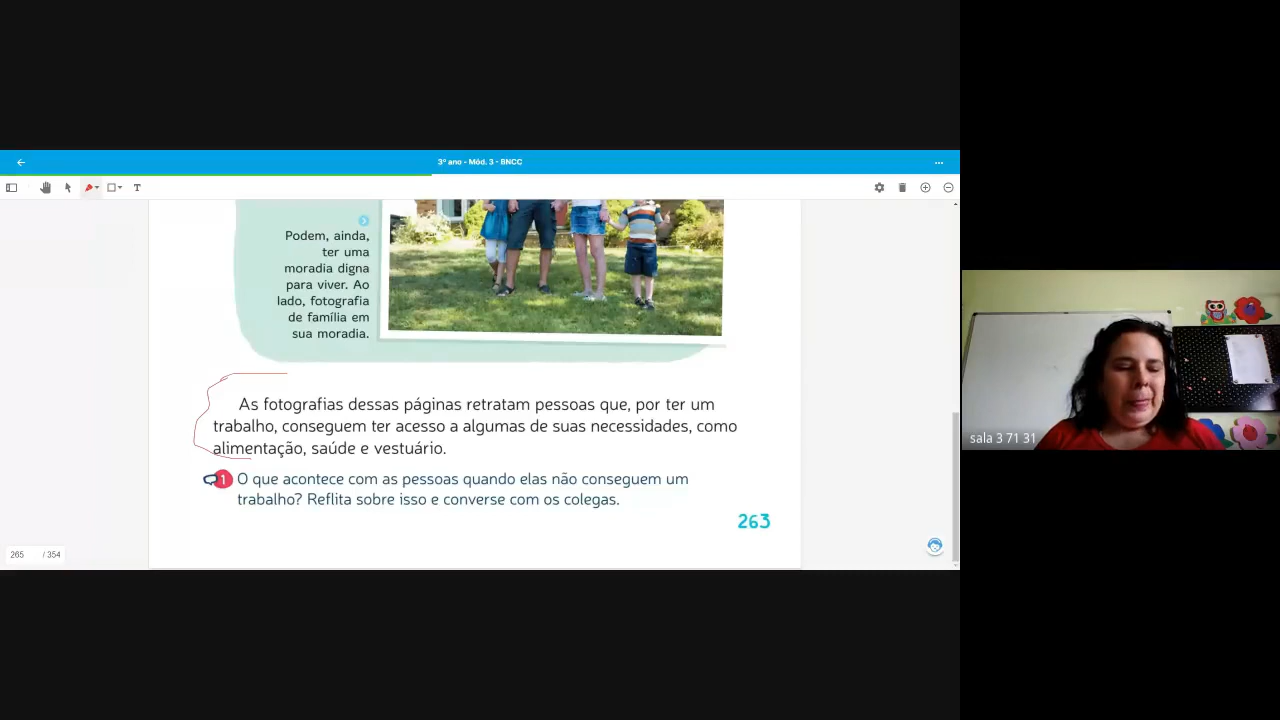 3º ano - Mód. 3 - BNCC
T
Podem, ainda,
ter uma
moradia digna
para viver. Ao
lado, fotografia
de família em
sua moradia.
As fotografias dessas páginas retratam pessoas que, por ter um
trabalho, conseguem ter acesso a algumas de suas necessidades, como
alimentação, saúde e vestuário.
1 O que acontece com as pessoas quando elas não conseguem um
trabalho? Reflita sobre isso e converse com os colegas.
263
265 / 354
sala 3 71 31